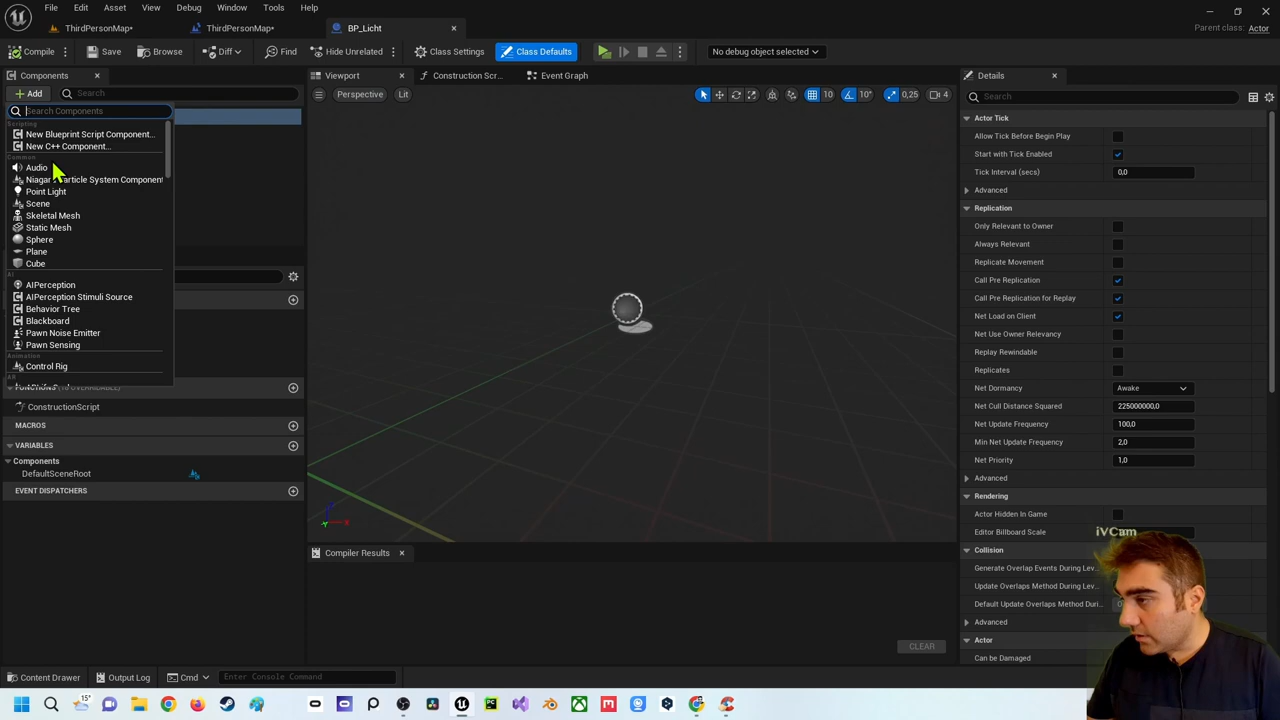 File Edit Asset View Debug Window Tools Help
ThirdPersonMap* ThirdPersonMap* BP_Licht
Parent class: Actor
Compile Save Browse Diff Find Hide Unrelated Class Settings Class Defaults No debug object selected
Components Viewport Construction Scr... Event Graph Details
Add Search
Perspective Lit 10 10° 0,25 4
Search
Search Components
Scripting
New Blueprint Script Component...
New C++ Component...
Common
Audio
Particle System Component
Point Light
Scene
Skeletal Mesh
Static Mesh
Sphere
Plane
Cube
AI
AIPerception
AIPerception Stimuli Source
Behavior Tree
Blackboard
Pawn Noise Emitter
Pawn Sensing
Animation
Control Rig
ConstructionScript
MACROS
VARIABLES
Components
DefaultSceneRoot
EVENT DISPATCHERS
Compiler Results
CLEAR
Actor Tick
Allow Tick Before Begin Play
Start with Tick Enabled
Tick Interval (secs) 0,0
Advanced
Replication
Only Relevant to Owner
Always Relevant
Replicate Movement
Call Pre Replication
Call Pre Replication for Replay
Net Load on Client
Net Use Owner Relevancy
Replay Rewindable
Replicates
Net Dormancy Awake
Net Cull Distance Squared 225000000,0
Net Update Frequency 100,0
Min Net Update Frequency 2,0
Net Priority 1,0
Advanced
Rendering
Actor Hidden In Game
Editor Billboard Scale
iVCam
Collision
Generate Overlap Events During Lev...
Update Overlaps Method During Lev...
Default Update Overlaps Method Duri...
Advanced
Actor
Can be Damaged
Content Drawer Output Log Cmd Enter Console Command
15°